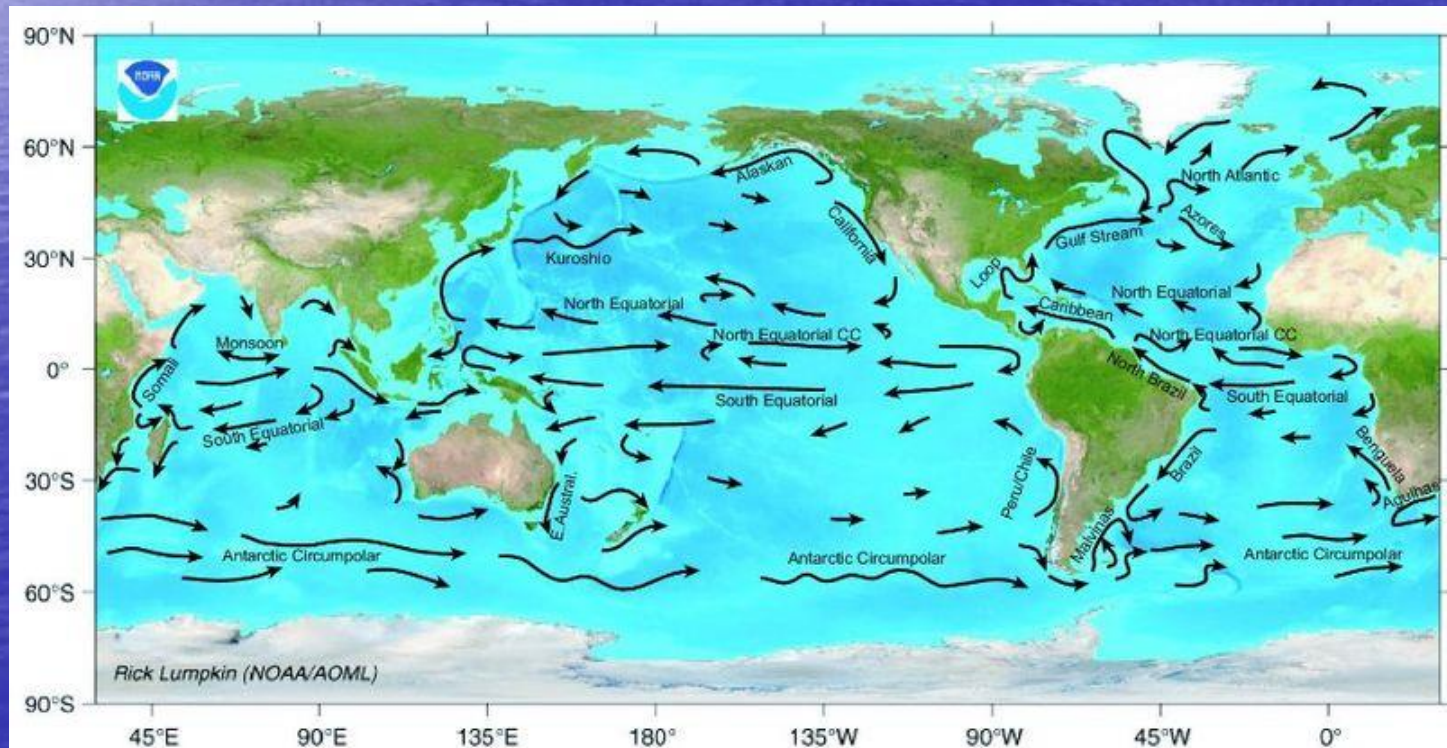 90°N
NOAA
60°N
Alaskan
North Atlantic
California
Azores
Gulf Stream
30°N
Kuroshio
Loop
North Equatorial
North Equatorial
Caribbean
North Equatorial CC
North Equatorial CC
Monsoon
0°
Somali
North Brazil
South Equatorial
South Equatorial
South Equatorial
Brazil
Benguela
30°S
Peru/Chile
Agulhas
E.Austral.
Malvinas
Antarctic Circumpolar
Antarctic Circumpolar
Antarctic Circumpolar
60°S
Rick Lumpkin (NOAA/AOML)
90°S
45°E 90°E 135°E 180° 135°W 90°W 45°W 0°